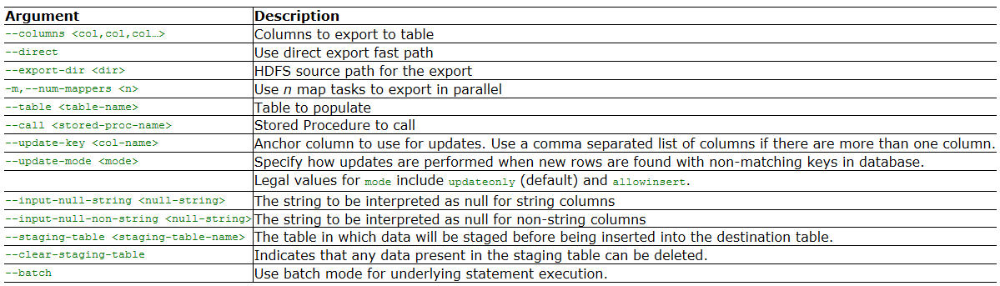 Argument Description
--columns <col,col,col…> Columns to export to table
--direct Use direct export fast path
--export-dir <dir> HDFS source path for the export
-m,--num-mappers <n> Use n map tasks to export in parallel
--table <table-name> Table to populate
--call <stored-proc-name> Stored Procedure to call
--update-key <col-name> Anchor column to use for updates. Use a comma separated list of columns if there are more than one column.
--update-mode <mode> Specify how updates are performed when new rows are found with non-matching keys in database.
Legal values for mode include updateonly (default) and allowinsert.
--input-null-string <null-string> The string to be interpreted as null for string columns
--input-null-non-string <null-string> The string to be interpreted as null for non-string columns
--staging-table <staging-table-name> The table in which data will be staged before being inserted into the destination table.
--clear-staging-table Indicates that any data present in the staging table can be deleted.
--batch Use batch mode for underlying statement execution.